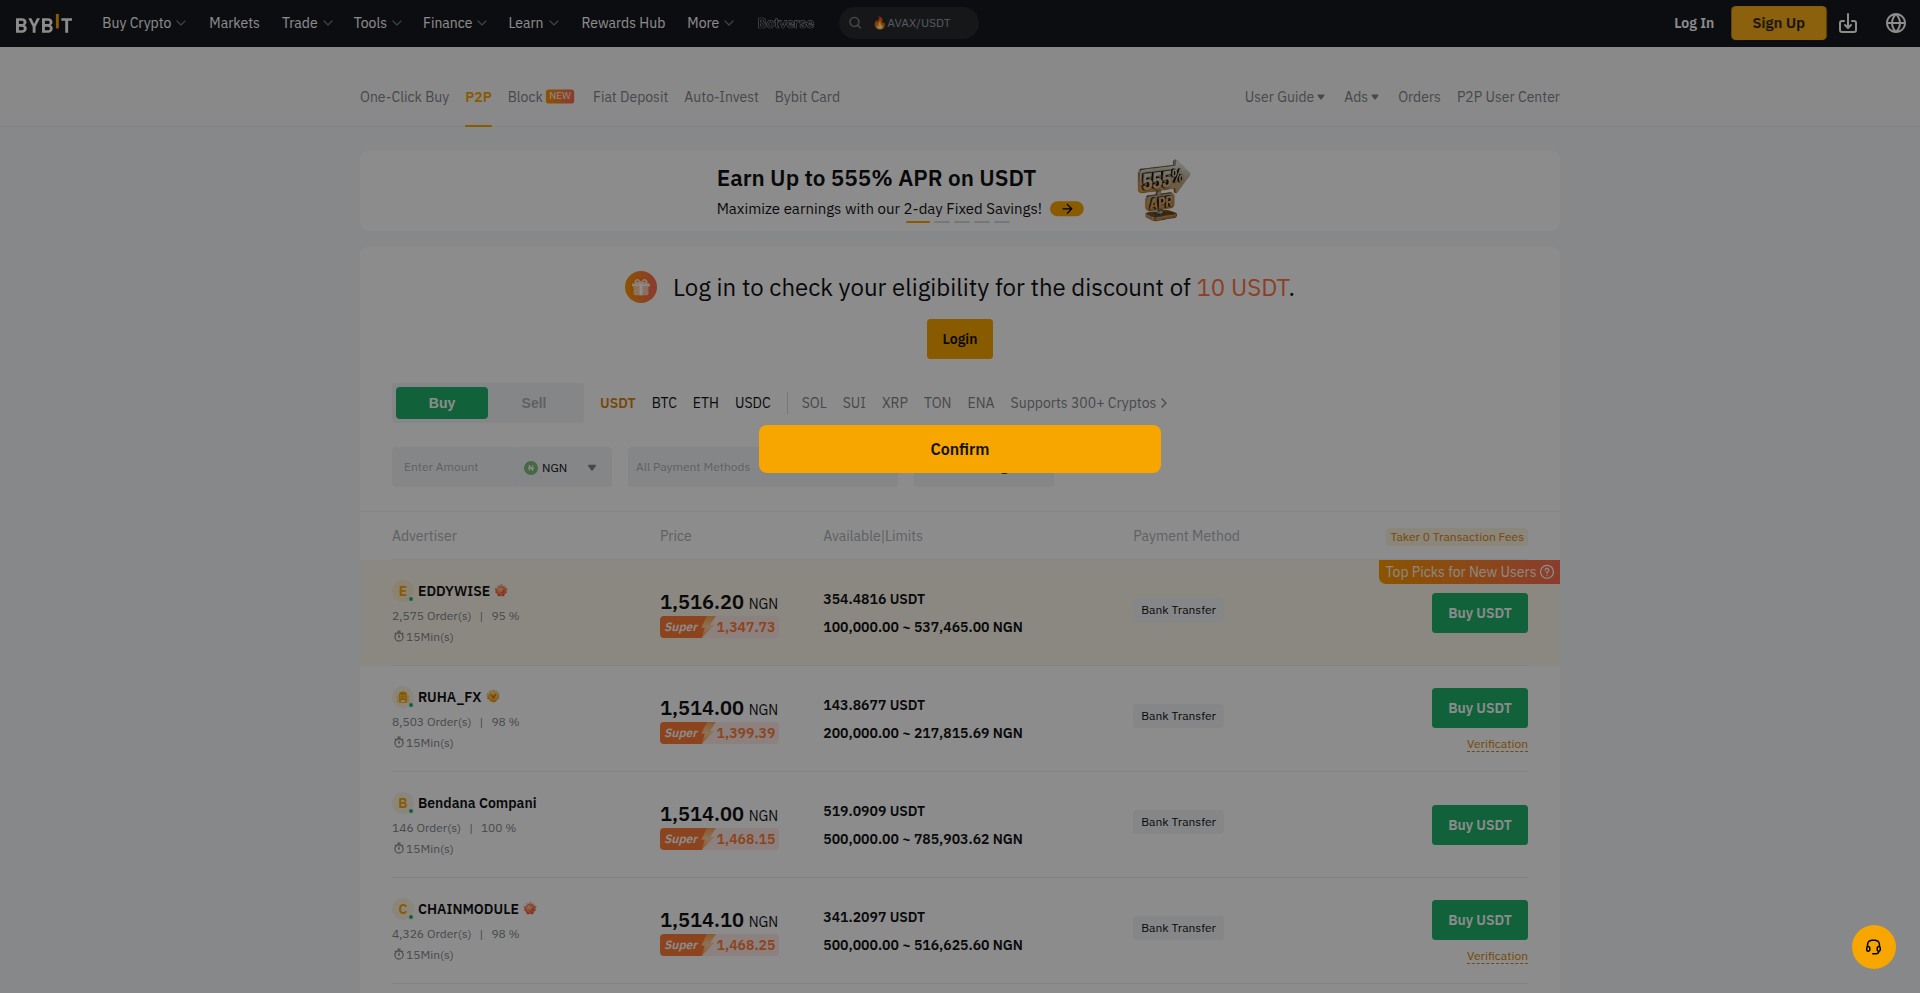 BYBIT Buy Crypto Markets Trade Tools Finance Learn Rewards Hub More Botverse AVAX/USDT Log In Sign Up
One-Click Buy P2P Block NEW Fiat Deposit Auto-Invest Bybit Card User Guide Ads Orders P2P User Center
Earn Up to 555% APR on USDT
Maximize earnings with our 2-day Fixed Savings!
555%
APR
Log in to check your eligibility for the discount of 10 USDT.
Login
Buy Sell USDT BTC ETH USDC SOL SUI XRP TON ENA Supports 300+ Cryptos
Confirm
Enter Amount NGN All Payment Methods
Advertiser Price Available|Limits Payment Method Taker 0 Transaction Fees
Top Picks for New Users
E EDDYWISE
2,575 Order(s) | 95 %
15Min(s)
1,516.20 NGN
Super 1,347.73
354.4816 USDT
100,000.00 ~ 537,465.00 NGN
Bank Transfer
Buy USDT
RUHA_FX
8,503 Order(s) | 98 %
15Min(s)
1,514.00 NGN
Super 1,399.39
143.8677 USDT
200,000.00 ~ 217,815.69 NGN
Bank Transfer
Buy USDT
Verification
B Bendana Compani
146 Order(s) | 100 %
15Min(s)
1,514.00 NGN
Super 1,468.15
519.0909 USDT
500,000.00 ~ 785,903.62 NGN
Bank Transfer
Buy USDT
C CHAINMODULE
4,326 Order(s) | 98 %
15Min(s)
1,514.10 NGN
Super 1,468.25
341.2097 USDT
500,000.00 ~ 516,625.60 NGN
Bank Transfer
Buy USDT
Verification